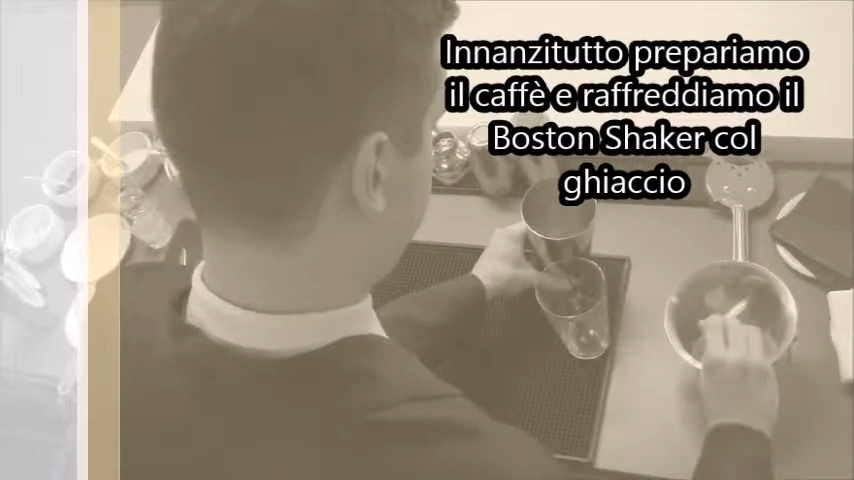 Innanzitutto prepariamo
il caffè e raffreddiamo il
Boston Shaker col
ghiaccio